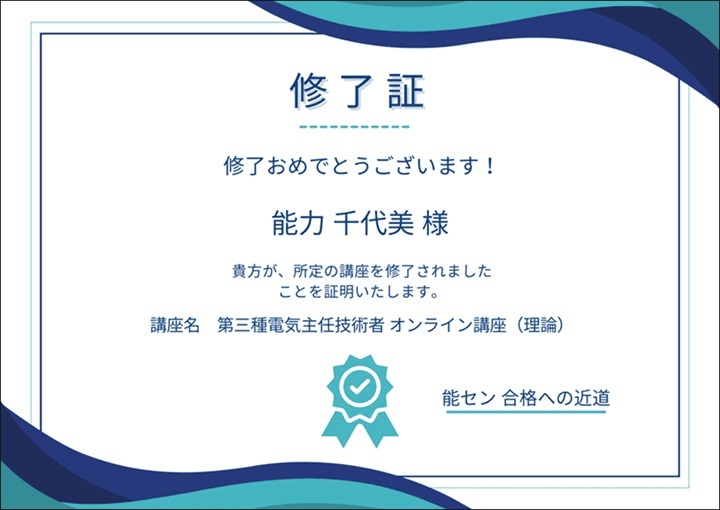 修了証
修了おめでとうございます！
能力 千代美 様
貴方が、所定の講座を修了されました
ことを証明いたします。
講座名　第三種電気主任技術者 オンライン講座（理論）
能セン 合格への近道